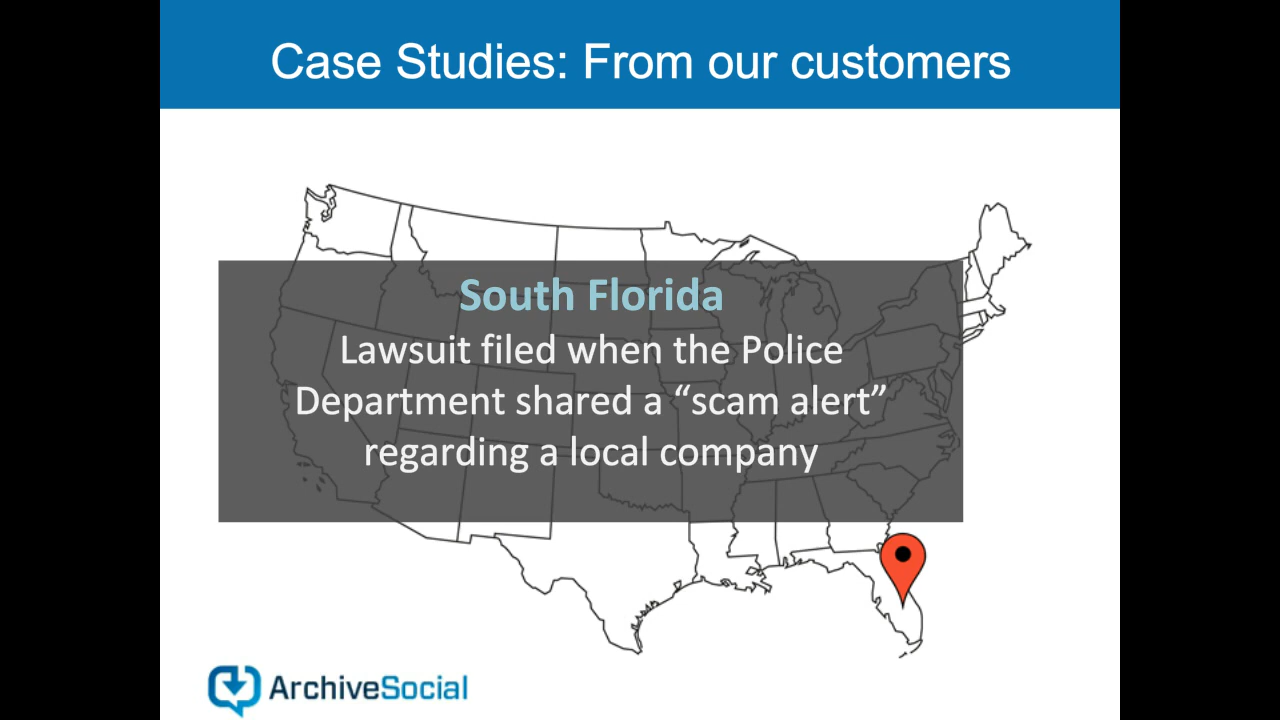 Case Studies: From our customers
South Florida
Lawsuit filed when the Police
Department shared a “scam alert”
regarding a local company
ArchiveSocial